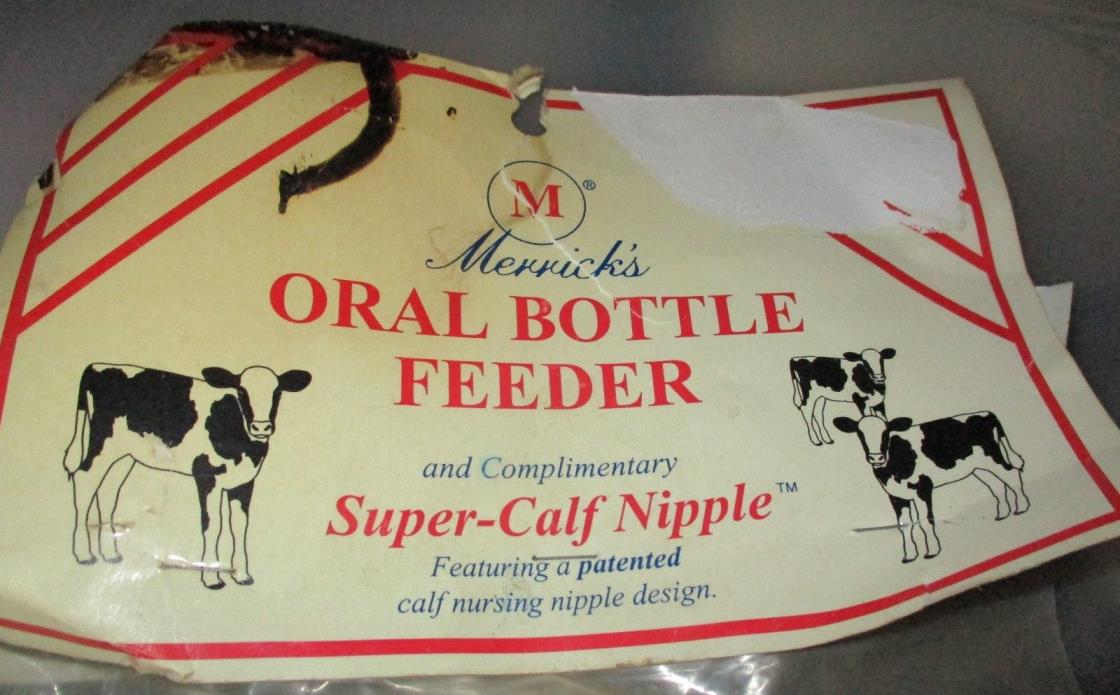 M®
Merrick's
ORAL BOTTLE
FEEDER
and Complimentary
Super-Calf Nipple™
Featuring a patented
calf nursing nipple design.